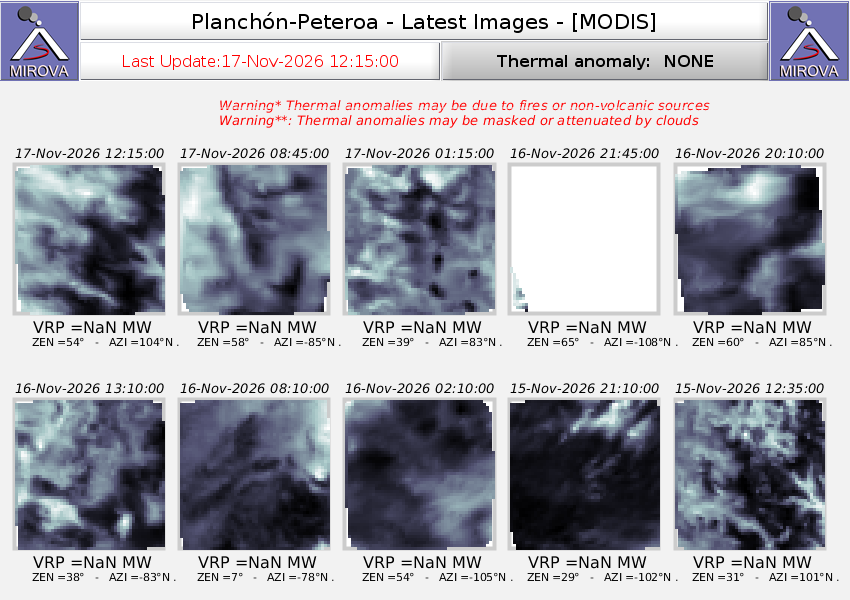 Planchón-Peteroa - Latest Images - [MODIS]
MIROVA
Last Update:17-Nov-2026 12:15:00
Thermal anomaly: NONE
MIROVA
Warning* Thermal anomalies may be due to fires or non-volcanic sources
Warning**: Thermal anomalies may be masked or attenuated by clouds
17-Nov-2026 12:15:00 17-Nov-2026 08:45:00 17-Nov-2026 01:15:00 16-Nov-2026 21:45:00 16-Nov-2026 20:10:00
VRP =NaN MW VRP =NaN MW VRP =NaN MW VRP =NaN MW VRP =NaN MW
ZEN =54° - AZI =104°N . ZEN =58° - AZI =-85°N . ZEN =39° - AZI =83°N . ZEN =65° - AZI =-108°N . ZEN =60° - AZI =85°N .
16-Nov-2026 13:10:00 16-Nov-2026 08:10:00 16-Nov-2026 02:10:00 15-Nov-2026 21:10:00 15-Nov-2026 12:35:00
VRP =NaN MW VRP =NaN MW VRP =NaN MW VRP =NaN MW VRP =NaN MW
ZEN =38° - AZI =-83°N . ZEN =7° - AZI =-78°N . ZEN =54° - AZI =-105°N . ZEN =29° - AZI =-102°N . ZEN =31° - AZI =101°N .